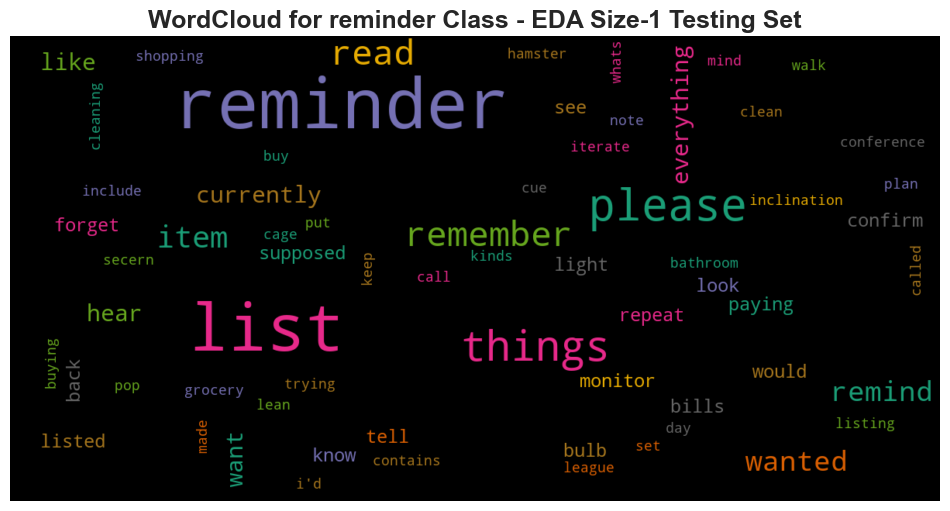 WordCloud for reminder Class - EDA Size-1 Testing Set
like
shopping
read
hamster
whats
everything
mind
walk
cleaning
reminder
see
note
clean
iterate
conference
buy
include
currently
cue
please
inclination
plan
forget
item
put
cage
supposed
remember
confirm
secern
keep
kinds
light
bathroom
called
call
look
hear
list
paying
repeat
things
buying
back
pop
grocery
trying
monitor
would
remind
lean
bills
listed
made
want
tell
day
set
listing
know
contains
bulb
league
wanted
i'd